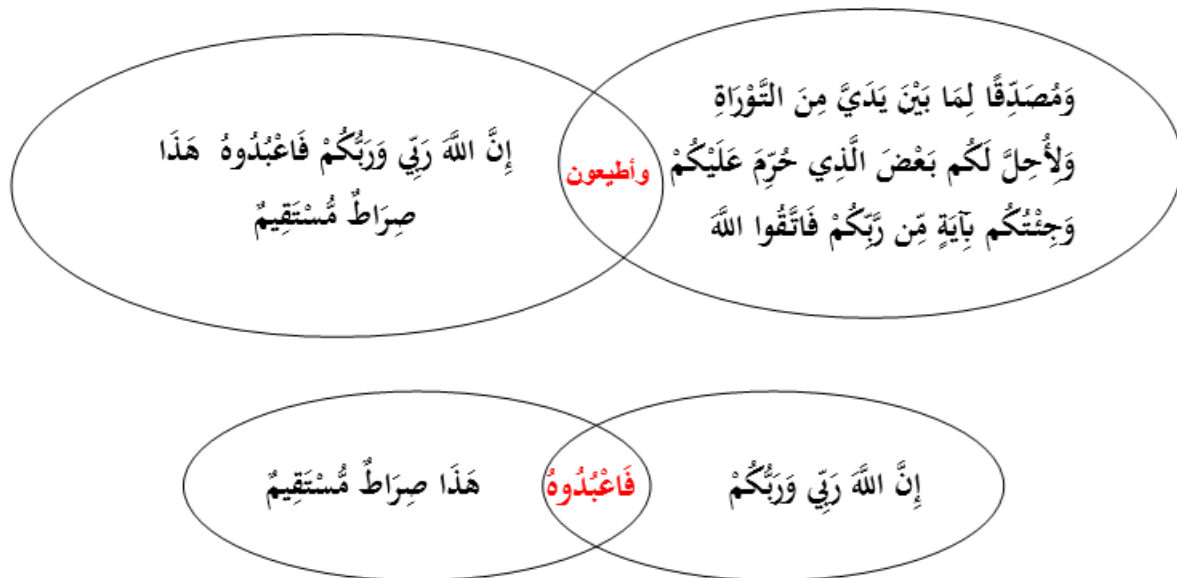 وَمُصَدِّقًا لِمَا بَيْنَ يَدَيَّ مِنَ التَّوْرَاةِ
وَلِأُحِلَّ لَكُم بَعْضَ الَّذِي حُرِّمَ عَلَيْكُمْ
وَجِئْتُكُم بِآيَةٍ مِّن رَّبِّكُمْ فَاتَّقُوا اللَّهَ
وأطيعون
إِنَّ اللَّهَ رَبِّي وَرَبُّكُمْ فَاعْبُدُوهُ هَذَا
صِرَاطٌ مُّسْتَقِيمٌ
إِنَّ اللَّهَ رَبِّي وَرَبُّكُمْ
فَاعْبُدُوهُ
هَذَا صِرَاطٌ مُّسْتَقِيمٌ